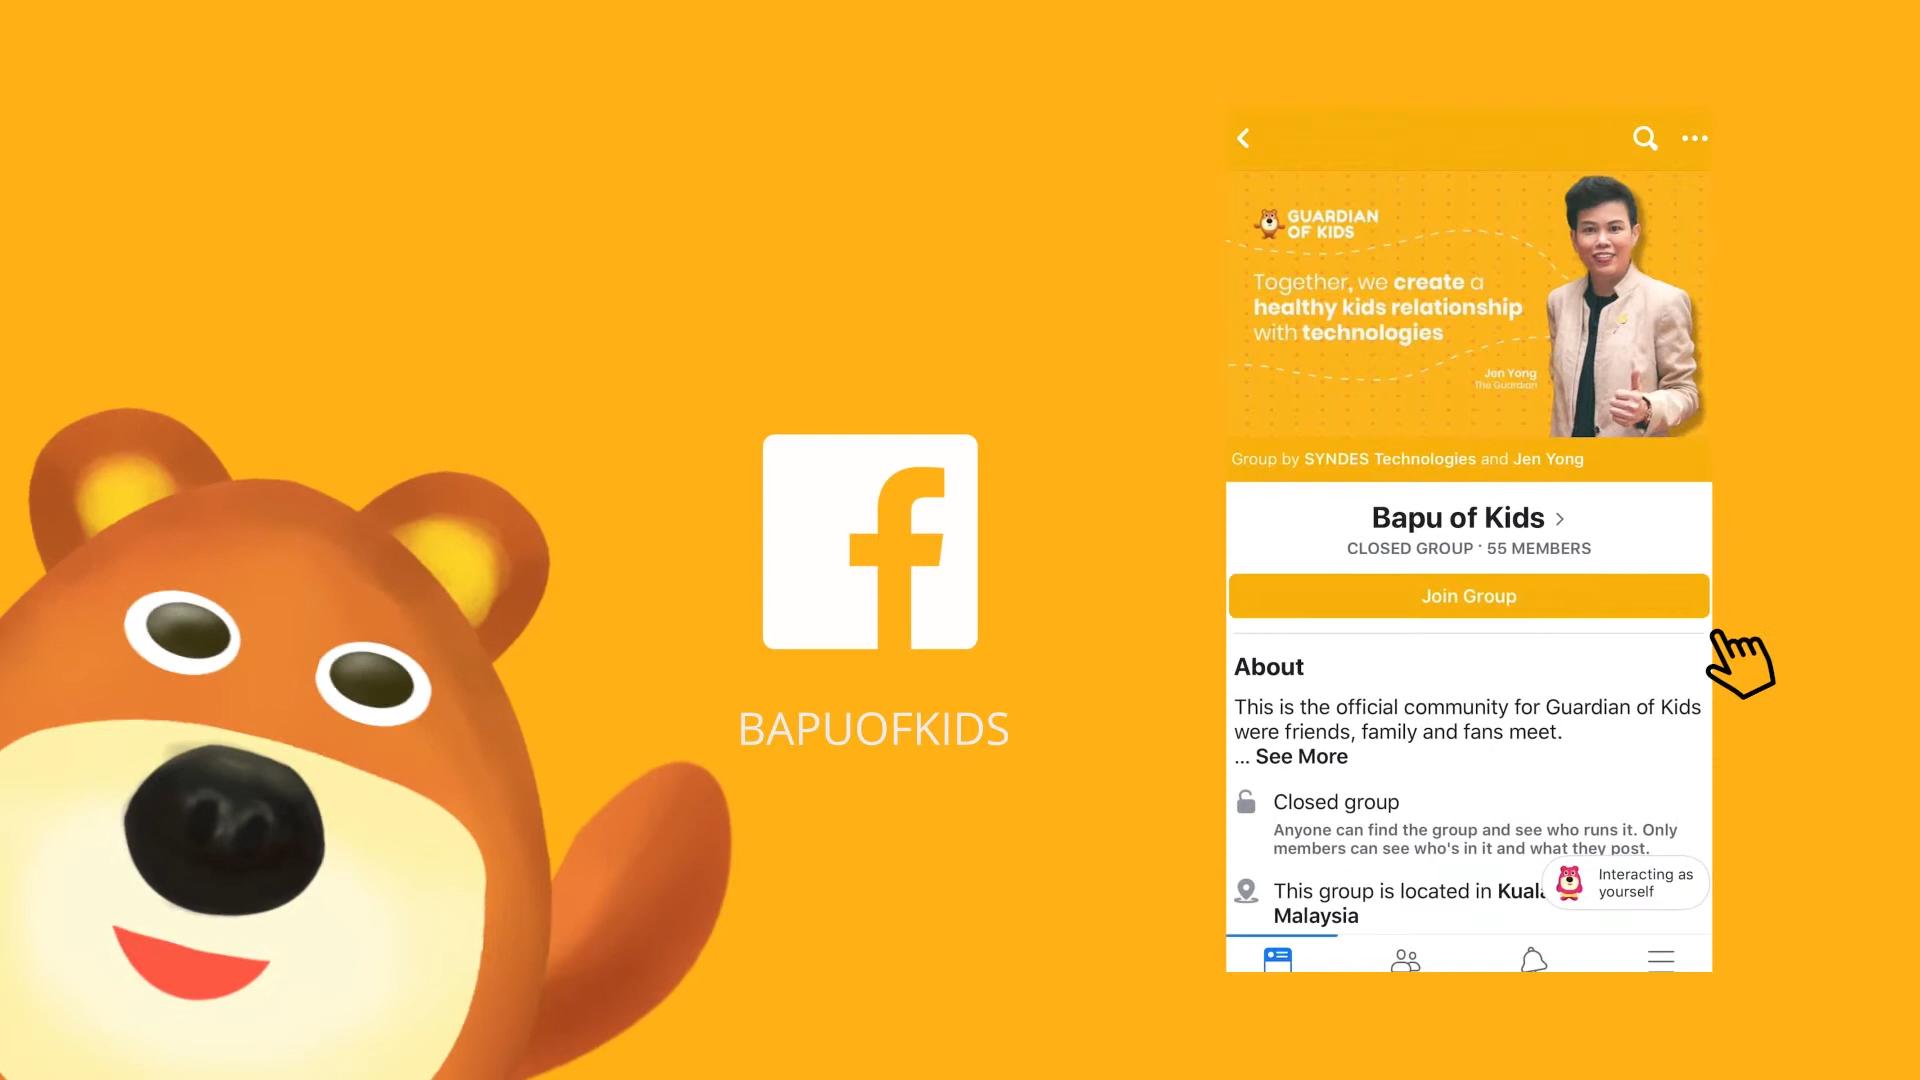 BAPUOFKIDS
GUARDIAN
OF KIDS
Together, we create a
healthy kids relationship
with technologies
Jen Yong
The Guardian
Group by SYNDES Technologies and Jen Yong
Bapu of Kids
CLOSED GROUP · 55 MEMBERS
Join Group
About
This is the official community for Guardian of Kids
were friends, family and fans meet.
... See More
Closed group
Anyone can find the group and see who runs it. Only
members can see who's in it and what they post.
This group is located in
Malaysia
Interacting as
yourself